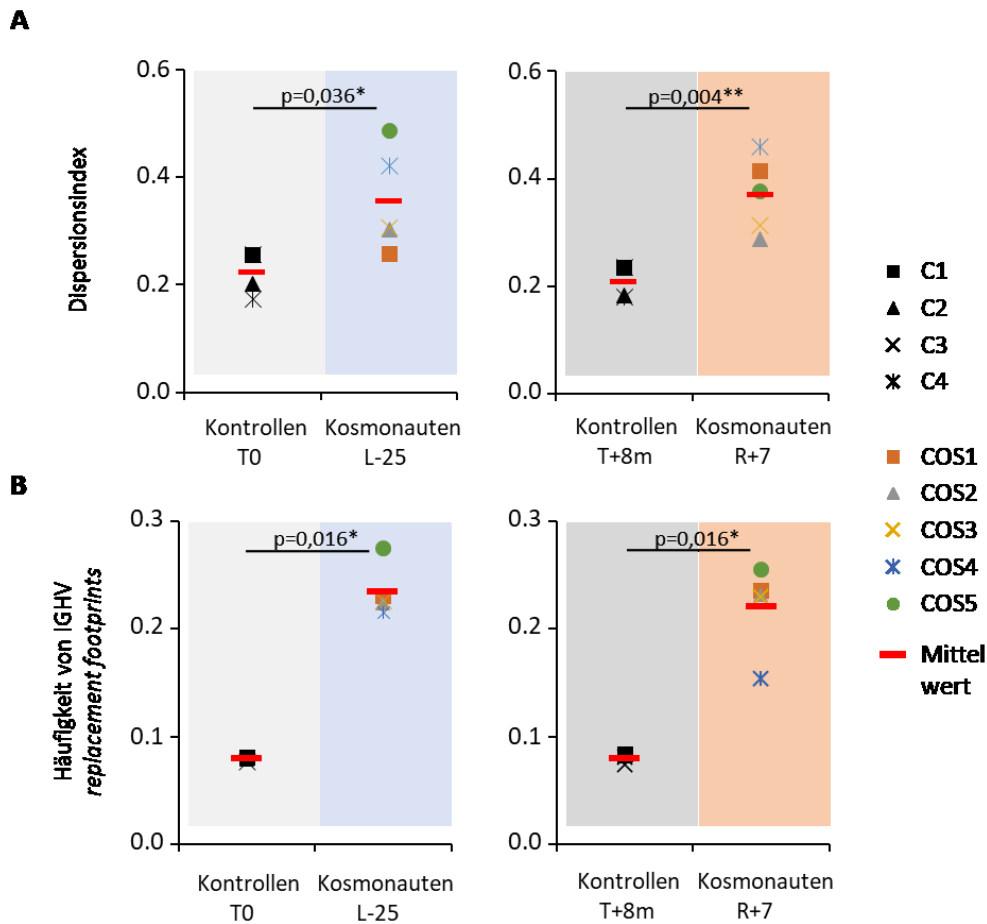 A
Dispersionsindex
0.6
0.4
0.2
0.0
p=0,036*
Kontrollen
T0
Kosmonauten
L-25
0.6
0.4
0.2
0.0
p=0,004**
Kontrollen
T+8m
Kosmonauten
R+7
C1
C2
C3
C4
COS1
COS2
COS3
COS4
COS5
Mittel
wert
B
Häufigkeit von IGHV
replacement footprints
0.3
0.2
0.1
0.0
p=0,016*
Kontrollen
T0
Kosmonauten
L-25
0.3
0.2
0.1
0.0
p=0,016*
Kontrollen
T+8m
Kosmonauten
R+7